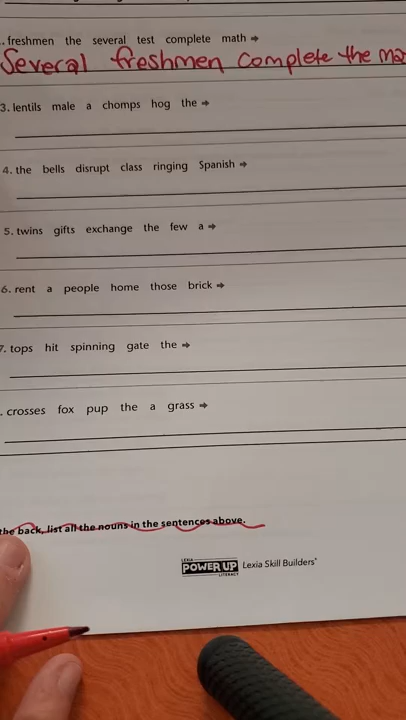 . freshmen the several test complete math ➔
Several freshmen complete the
3. lentils male a chomps hog the ➔
4. the bells disrupt class ringing Spanish ➔
5. twins gifts exchange the few a ➔
6. rent a people home those brick ➔
7. tops hit spinning gate the ➔
. crosses fox pup the a grass ➔
the back, list all the nouns in the sentences above.
LEXIA
POWER UP Lexia Skill Builders®
LITERACY